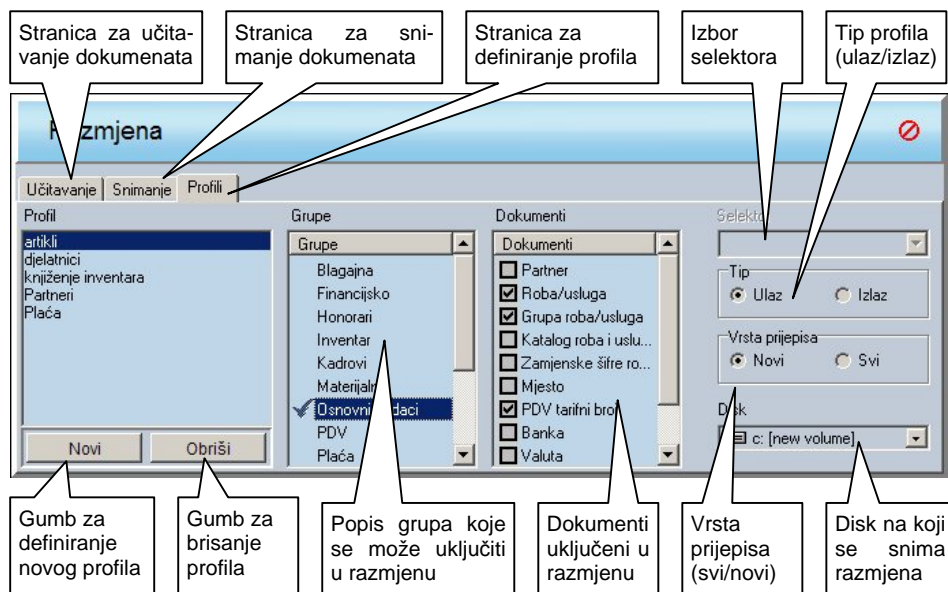 Stranica za učita-
vanje dokumenata
Stranica za sni-
manje dokumenata
Stranica za
definiranje profila
Izbor
selektora
Tip profila
(ulaz/izlaz)
zmjena
Učitavanje
Snimanje
Profili
Profil
artikli
djelatnici
knjiženje inventara
Partneri
Plaća
Novi
Obriši
Grupe
Grupe
Blagajna
Financijsko
Honorari
Inventar
Kadrovi
Materijaln
Osnovni daci
PDV
Plaća
Dokumenti
Dokumenti
Partner
Roba/usluga
Grupa roba/usluga
Katalog roba i uslu...
Zamjenske šifre ro...
Mjesto
PDV tarifni broj
Banka
Valuta
Selekto
Tip
Ulaz
Izlaz
Vrsta prijepisa
Novi
Svi
Disk
c: [new volume]
Gumb za
definiranje
novog profila
Gumb za
brisanje
profila
Popis grupa koje
se može uključiti
u razmjenu
Dokumenti
uključeni u
razmjenu
Vrsta
prijepisa
(svi/novi)
Disk na koji
se snima
razmjena